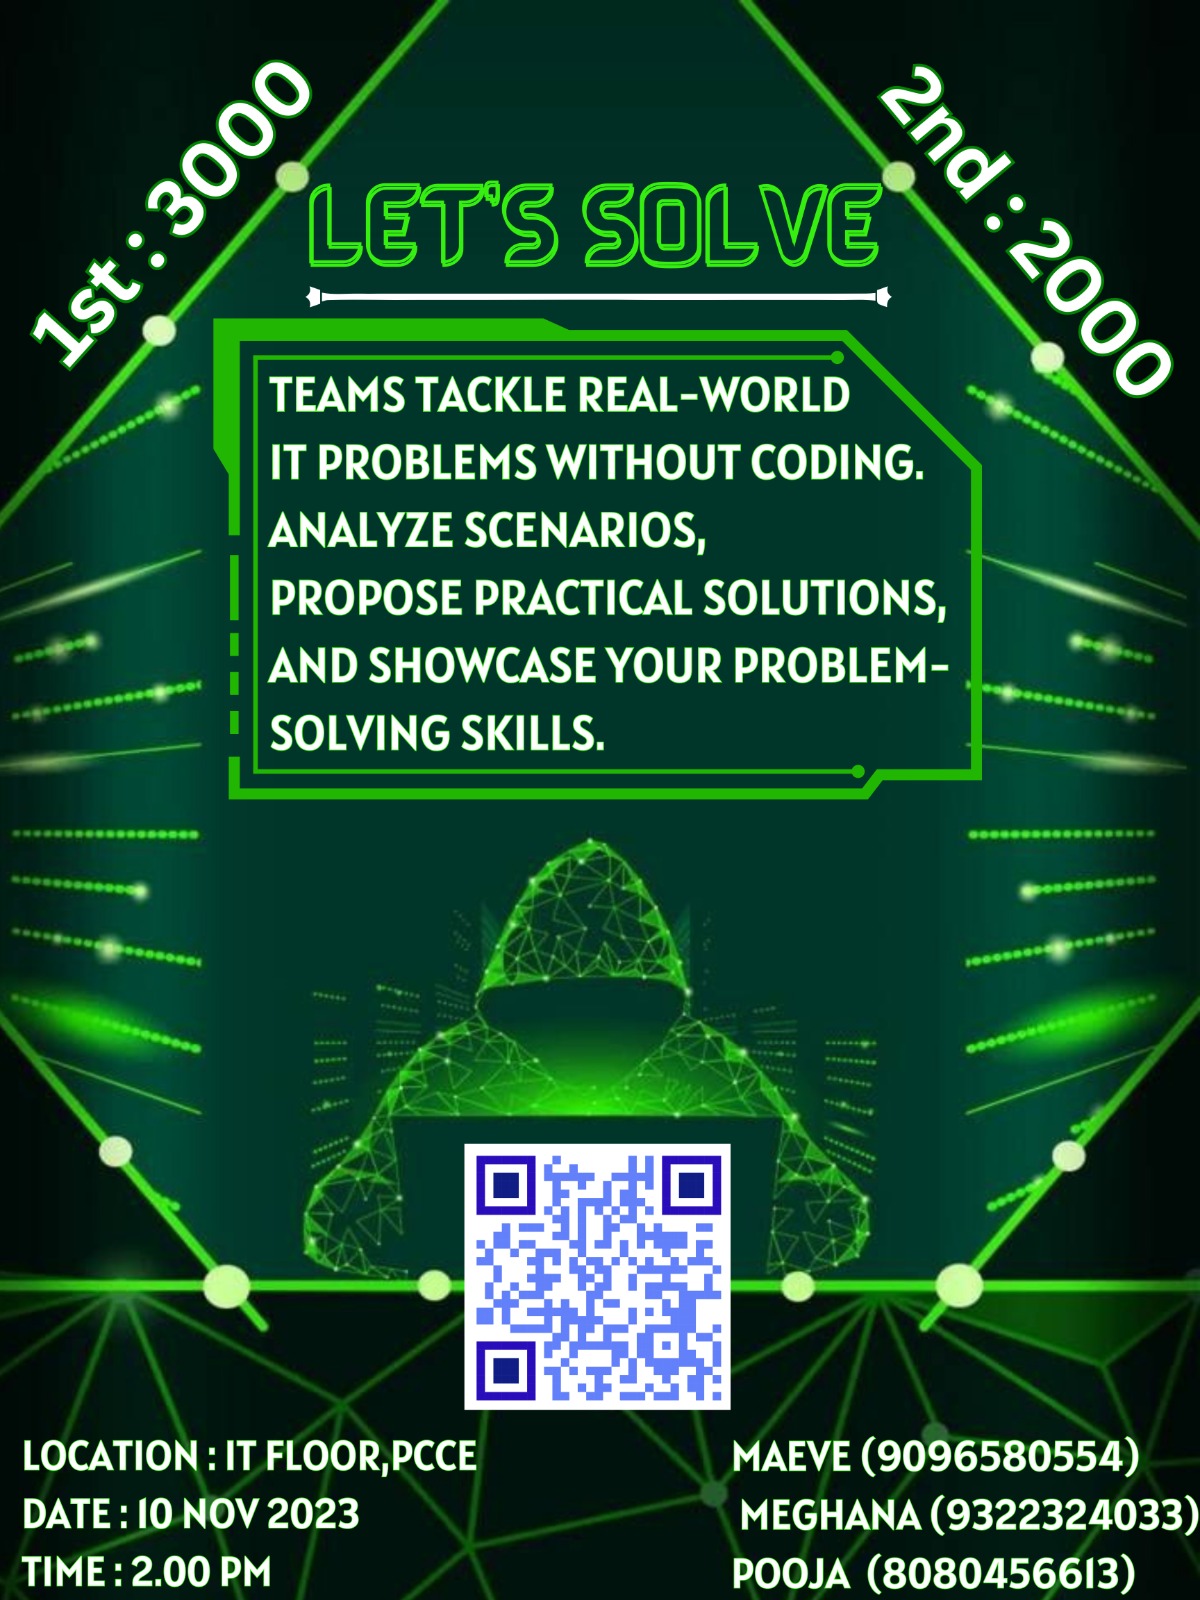 1st : 3000
2nd : 2000
LET'S SOLVE
TEAMS TACKLE REAL-WORLD
IT PROBLEMS WITHOUT CODING.
ANALYZE SCENARIOS,
PROPOSE PRACTICAL SOLUTIONS,
AND SHOWCASE YOUR PROBLEM-
SOLVING SKILLS.
LOCATION : IT FLOOR,PCCE
DATE : 10 NOV 2023
TIME : 2.00 PM
MAEVE (9096580554)
MEGHANA (9322324033)
POOJA (8080456613)